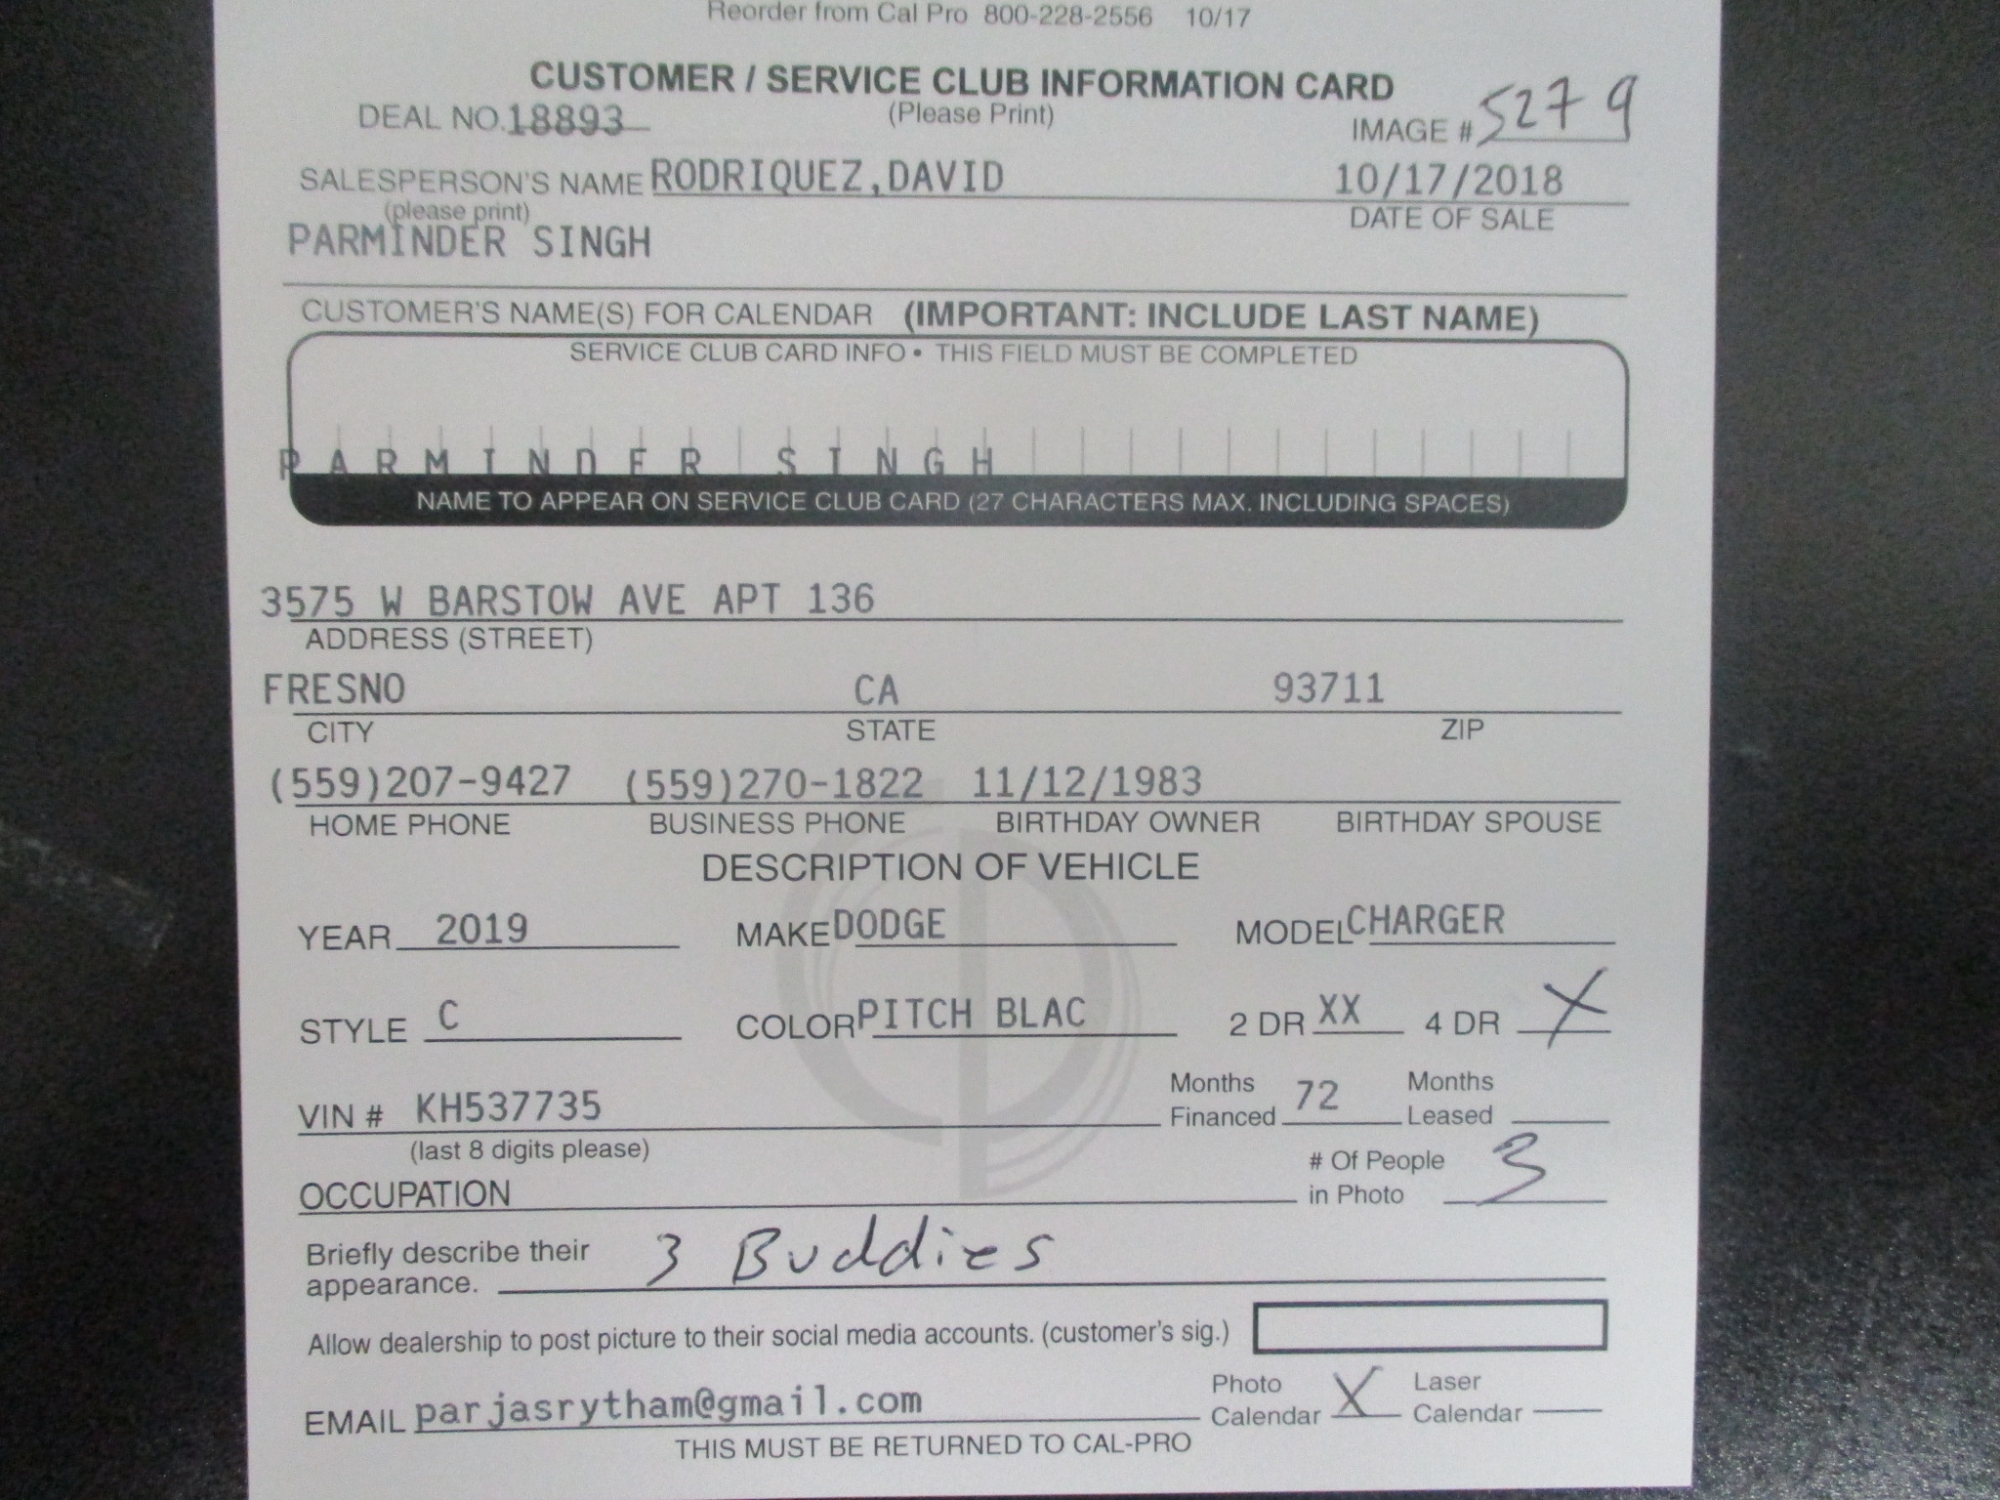 Reorder from Cal Pro 800-228-2556 10/17
CUSTOMER / SERVICE CLUB INFORMATION CARD
DEAL NO. 18893 (Please Print) IMAGE # 5279
SALESPERSON'S NAME RODRIQUEZ,DAVID 10/17/2018
(please print) DATE OF SALE
PARMINDER SINGH
CUSTOMER'S NAME(S) FOR CALENDAR (IMPORTANT: INCLUDE LAST NAME)
SERVICE CLUB CARD INFO • THIS FIELD MUST BE COMPLETED
PARMINDER SINGH
NAME TO APPEAR ON SERVICE CLUB CARD (27 CHARACTERS MAX. INCLUDING SPACES)
3575 W BARSTOW AVE APT 136
ADDRESS (STREET)
FRESNO CA 93711
CITY STATE ZIP
(559)207-9427 (559)270-1822 11/12/1983
HOME PHONE BUSINESS PHONE BIRTHDAY OWNER BIRTHDAY SPOUSE
DESCRIPTION OF VEHICLE
YEAR 2019 MAKE DODGE MODEL CHARGER
STYLE C COLOR PITCH BLAC 2 DR XX 4 DR X
VIN # KH537735 Months Financed 72 Months Leased
(last 8 digits please)
OCCUPATION # Of People in Photo 3
Briefly describe their appearance. 3 Buddies
Allow dealership to post picture to their social media accounts. (customer's sig.)
EMAIL parjasrytham@gmail.com Photo Calendar X Laser Calendar
THIS MUST BE RETURNED TO CAL-PRO